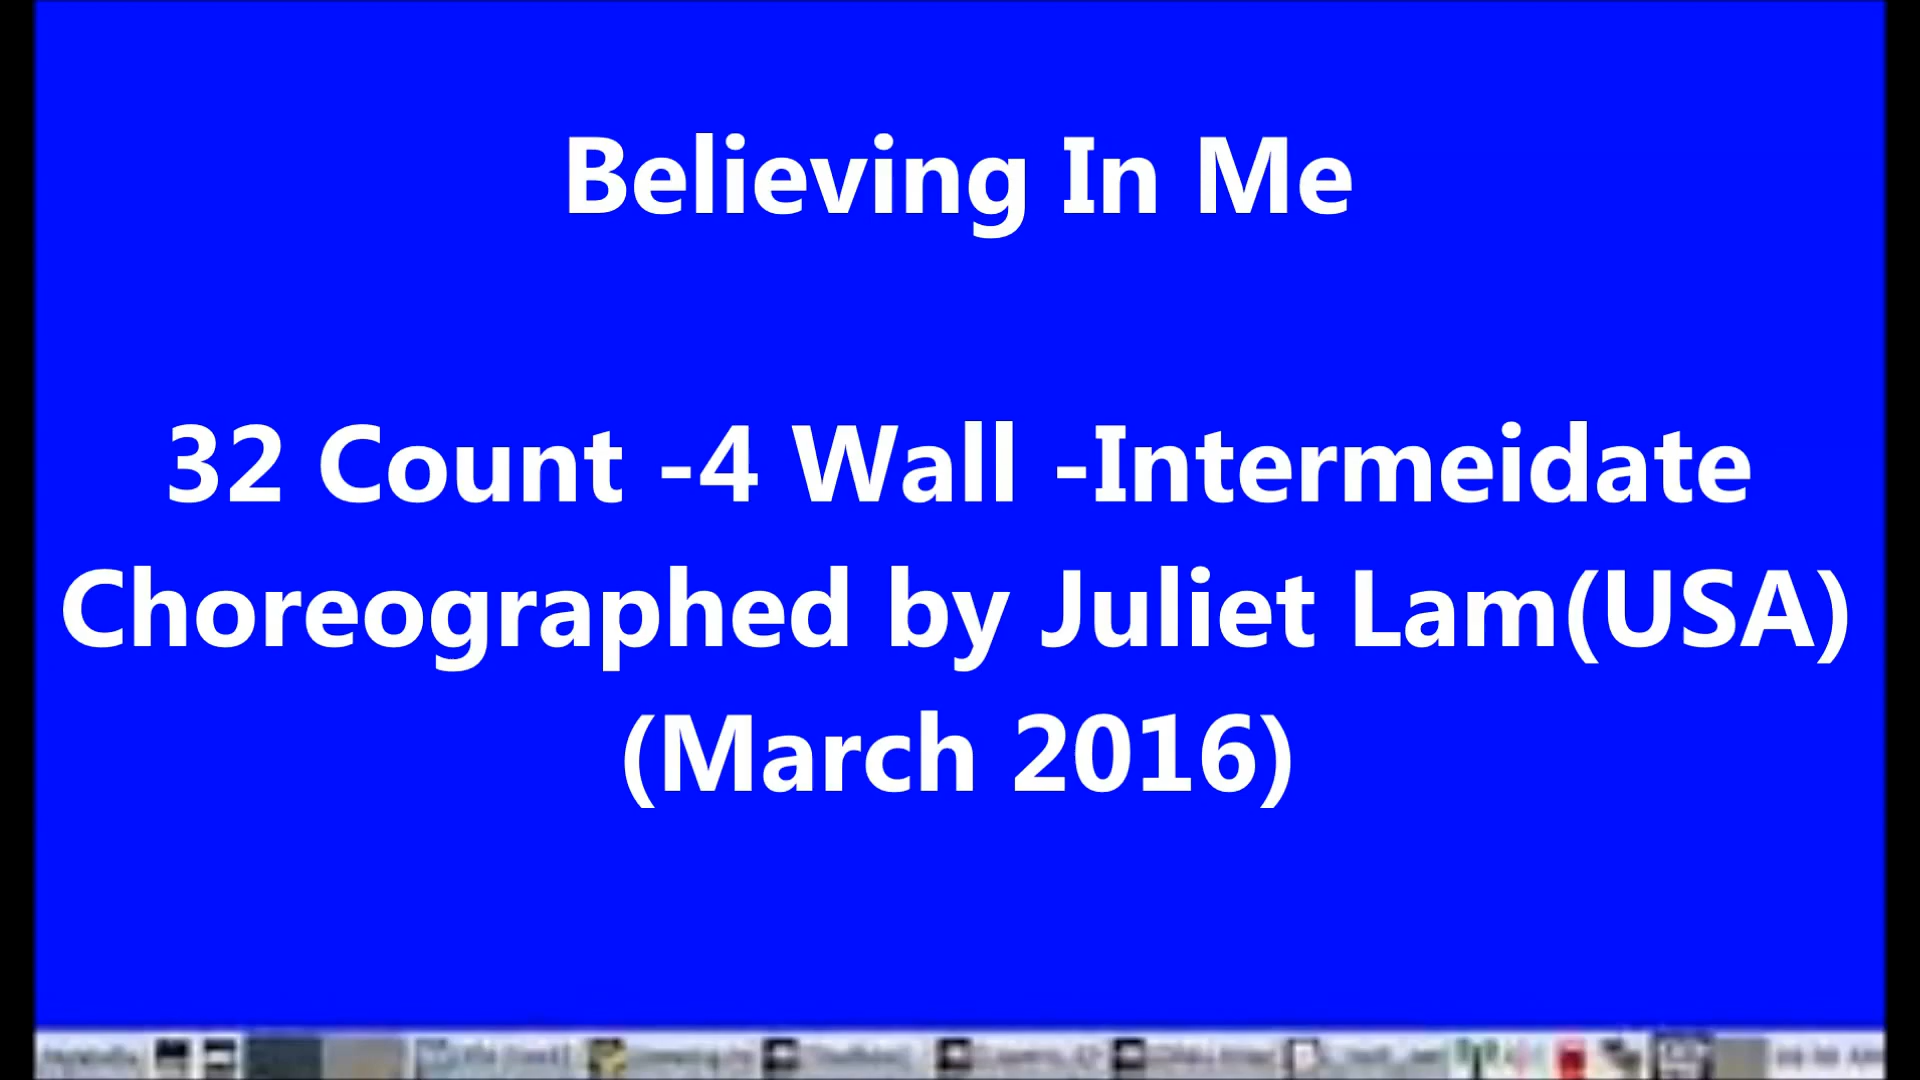 Believing In Me
32 Count -4 Wall -Intermeidate
Choreographed by Juliet Lam(USA)
(March 2016)